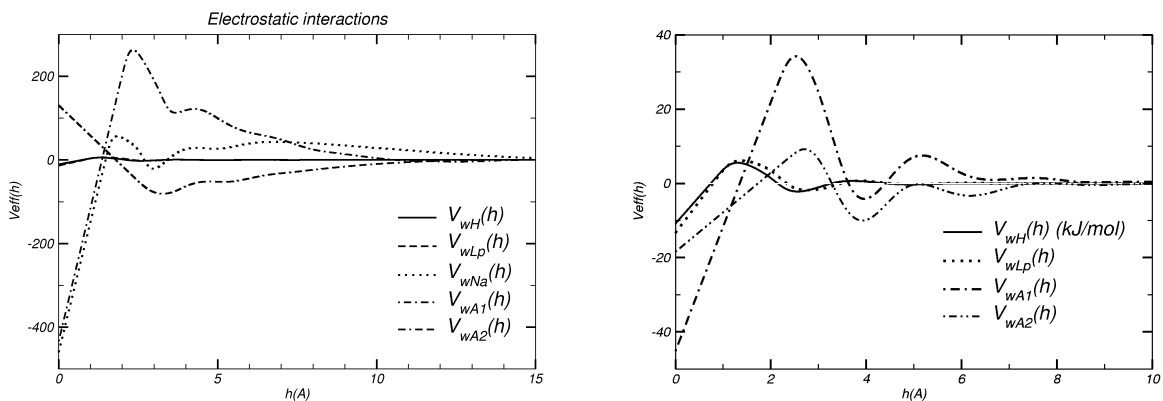 Electrostatic interactions
Veff(h)
200
0
-200
-400
V_wH(h)
V_wLp(h)
V_wNa(h)
V_wA1(h)
V_wA2(h)
0
5
10
15
h(A)
Veff(h)
40
20
0
-20
-40
V_wH(h) (kJ/mol)
V_wLp(h)
V_wA1(h)
V_wA2(h)
0
2
4
6
8
10
h(A)